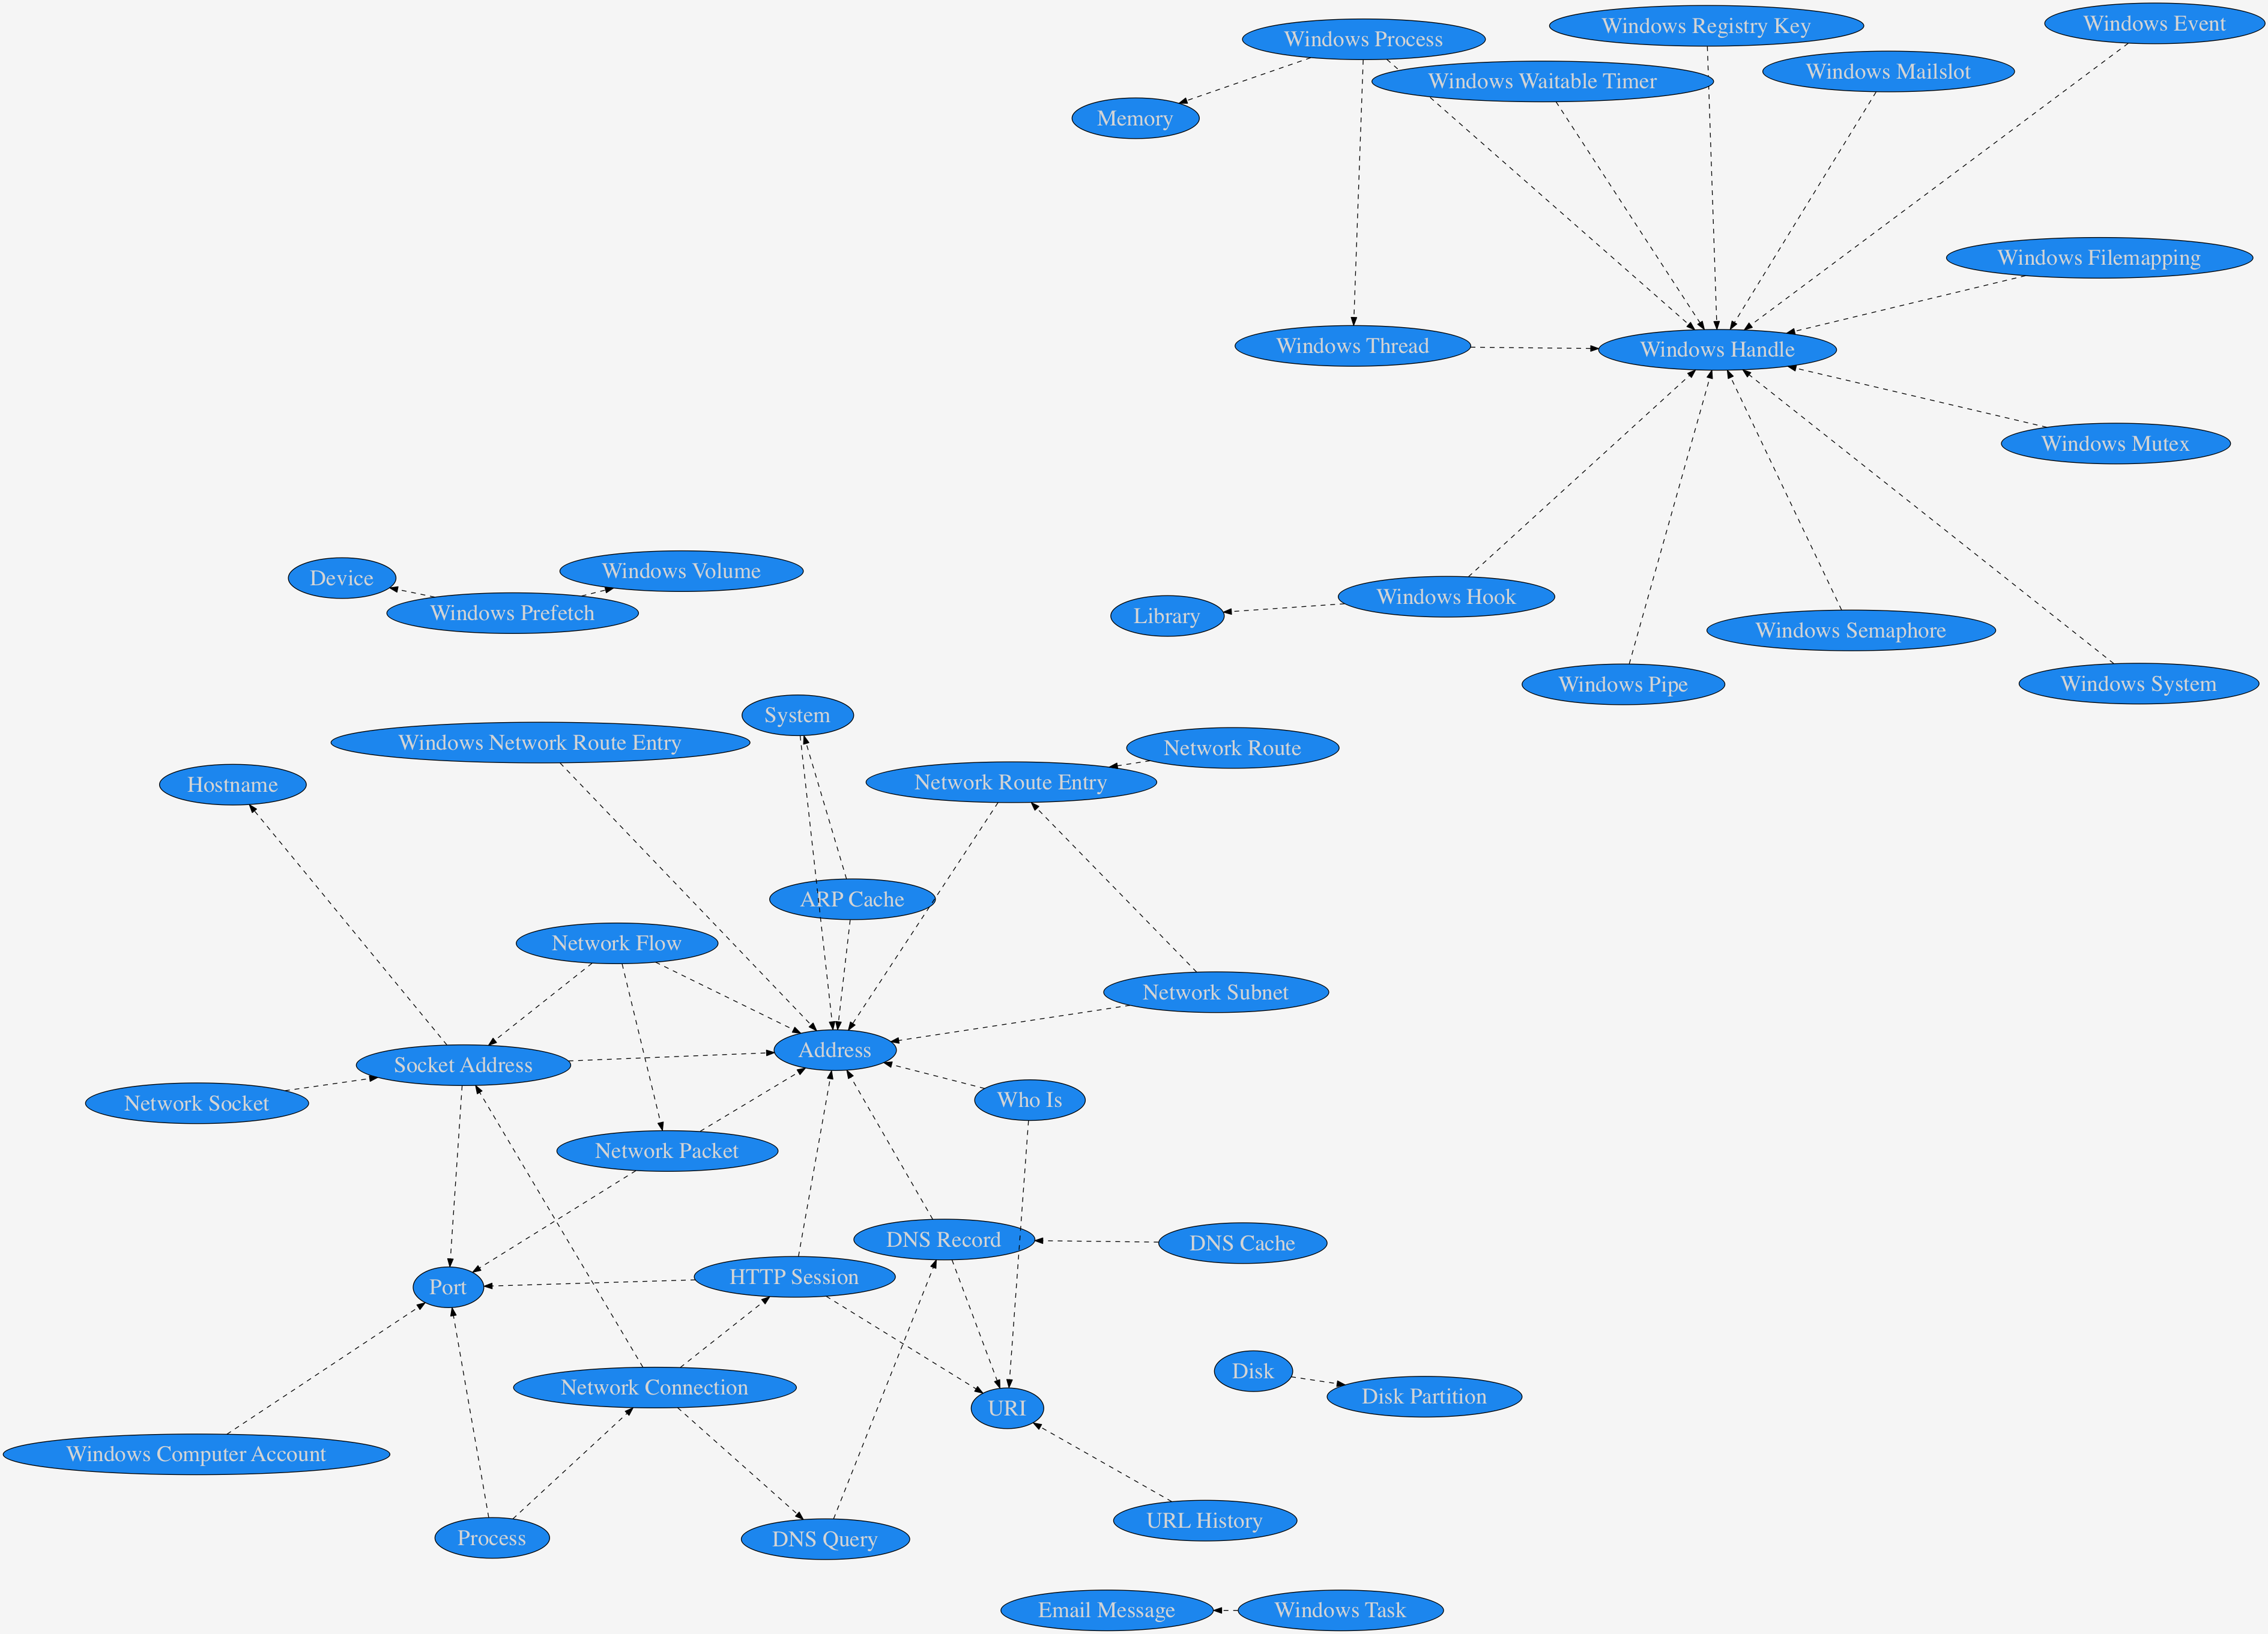 Windows Event
Windows Registry Key
Windows Process
Windows Mailslot
Windows Waitable Timer
Memory
Windows Filemapping
Windows Thread
Windows Handle
Windows Mutex
Windows Volume
Device
Windows Hook
Windows Prefetch
Library
Windows Semaphore
Windows Pipe
Windows System
System
Windows Network Route Entry
Network Route
Network Route Entry
Hostname
ARP Cache
Network Flow
Network Subnet
Address
Socket Address
Who Is
Network Socket
Network Packet
DNS Record
DNS Cache
HTTP Session
Port
Disk
Network Connection
Disk Partition
URI
Windows Computer Account
URL History
Process
DNS Query
Email Message
Windows Task